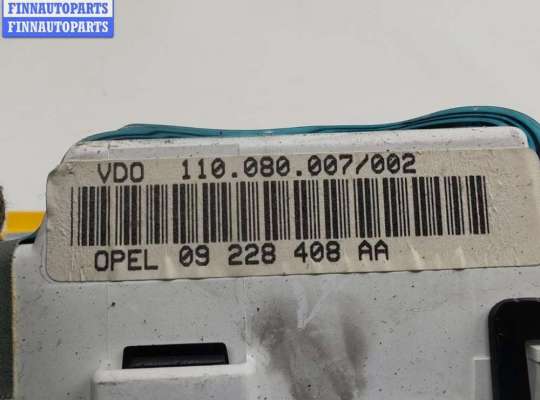 FINNAUTOPARTS
FINNAUTOPARTS
VDO 110.080.007/002
OPEL 09 228 408 AA